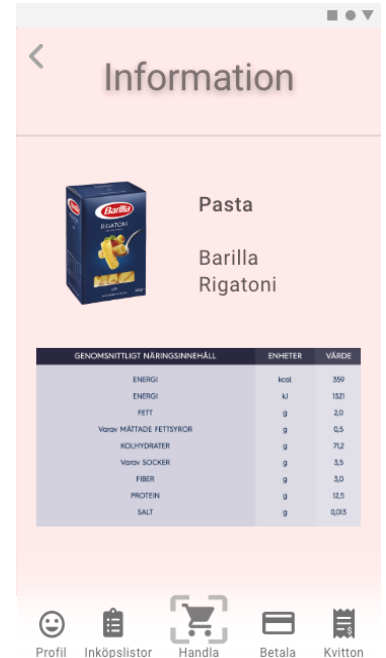 Information
Barilla
RIGATONI
Pasta
Barilla
Rigatoni
GENOMSNITTLIGT NÄRINGSINNEHÅLL ENHETER VÄRDE
ENERGI kcal 359
ENERGI kJ 1521
FETT g 2,0
Varav MÄTTADE FETTSYROR g 0,5
KOLHYDRATER g 71,2
Varav SOCKER g 3,5
FIBER g 3,0
PROTEIN g 12,5
SALT g 0,013
Profil Inköpslistor Handla Betala Kvitton